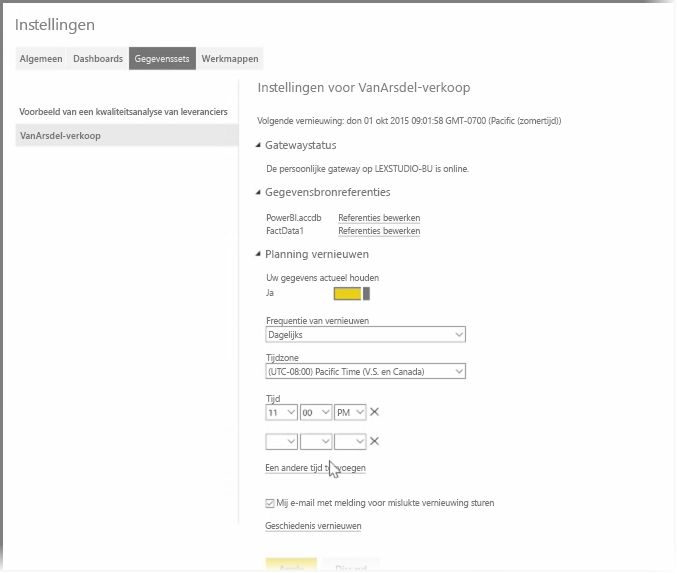 Instellingen
Algemeen Dashboards Gegevenssets Werkmappen
Voorbeeld van een kwaliteitsanalyse van leveranciers
VanArsdel-verkoop
Instellingen voor VanArsdel-verkoop
Volgende vernieuwing: don 01 okt 2015 09:01:58 GMT-0700 (Pacific (zomertijd))
Gatewaystatus
De persoonlijke gateway op LEXSTUDIO-BU is online.
Gegevensbronreferenties
PowerBI.accdb Referenties bewerken
FactData1 Referenties bewerken
Planning vernieuwen
Uw gegevens actueel houden
Ja
Frequentie van vernieuwen
Dagelijks
Tijdzone
(UTC-08:00) Pacific Time (V.S. en Canada)
Tijd
11 00 PM
Een andere tijd toevoegen
Mij e-mail met melding voor mislukte vernieuwing sturen
Geschiedenis vernieuwen